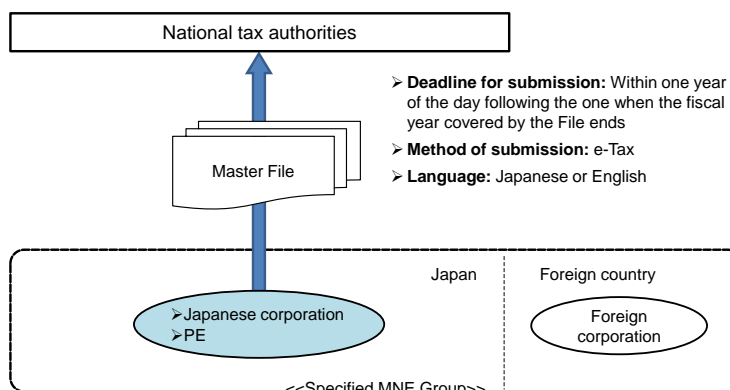 National tax authorities
➢ Deadline for submission: Within one year
of the day following the one when the fiscal
year covered by the File ends
➢ Method of submission: e-Tax
➢ Language: Japanese or English
Master File
Japan
Foreign country
➢Japanese corporation
➢PE
Foreign
corporation
<<Specified MNE Group>>